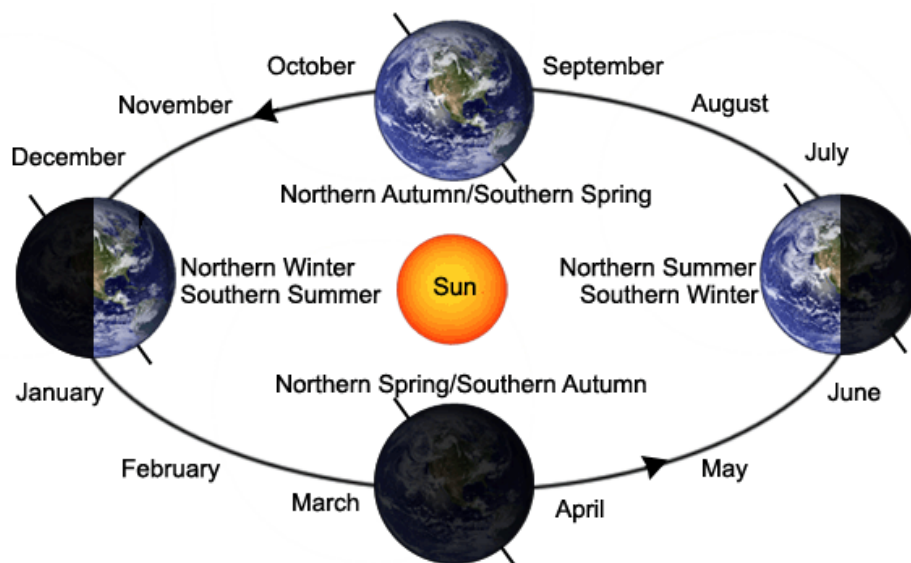 October
September
November
August
December
July
Northern Autumn/Southern Spring
Northern Winter
Southern Summer
Sun
Northern Summer
Southern Winter
Northern Spring/Southern Autumn
January
June
February
May
March
April